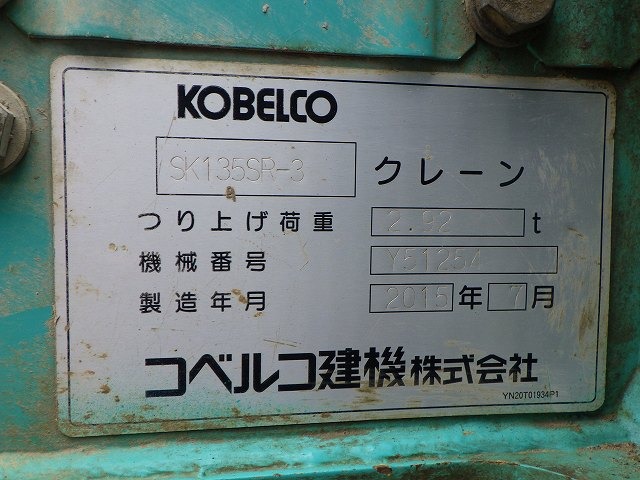 KOBELCO
SK135SR-3 クレーン
つり上げ荷重 2.92 t
機械番号 Y51254
製造年月 2015 年 7 月
コベルコ建機株式会社
YN20T01934P1